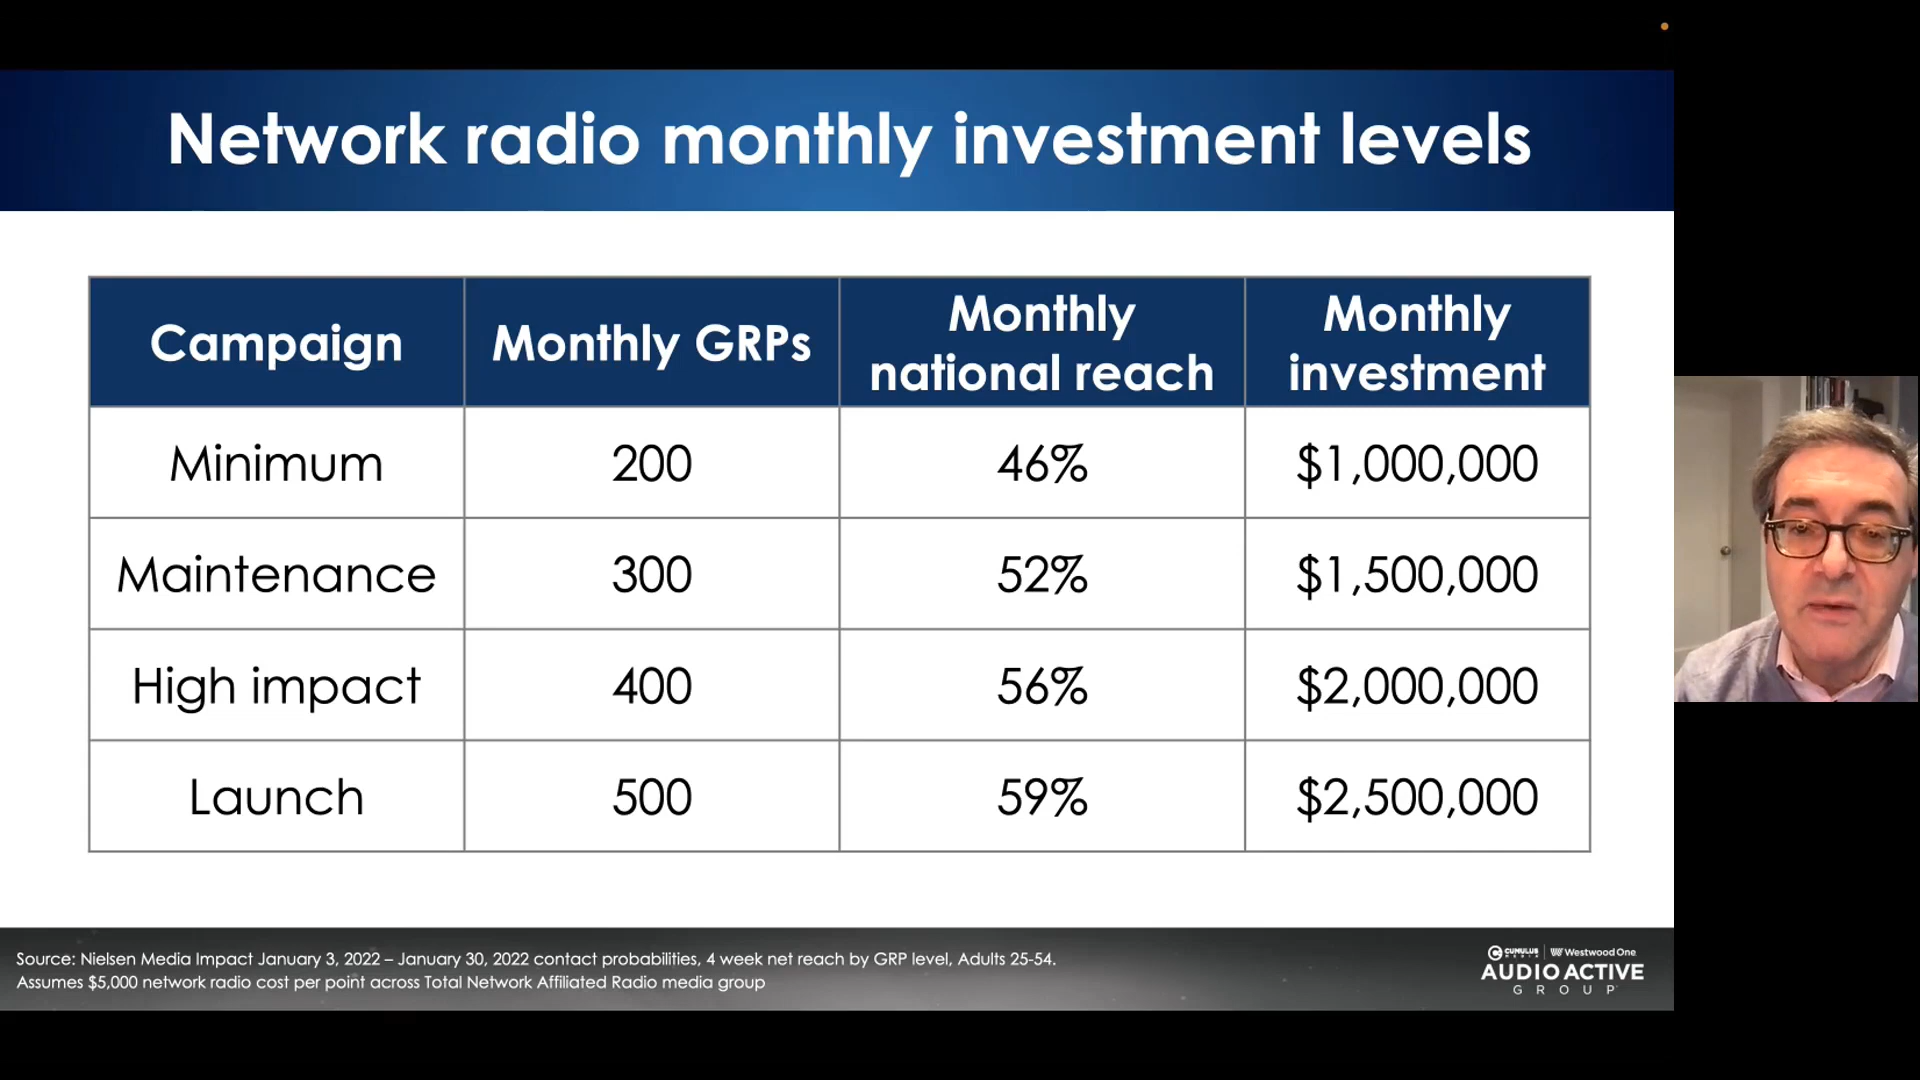 Network radio monthly investment levels
Campaign
Monthly GRPs
Monthly
national reach
Monthly
investment
Minimum
200
46%
$1,000,000
Maintenance
300
52%
$1,500,000
High impact
400
56%
$2,000,000
Launch
500
59%
$2,500,000
Source: Nielsen Media Impact January 3, 2022 – January 30, 2022 contact probabilities, 4 week net reach by GRP level, Adults 25-54.
Assumes $5,000 network radio cost per point across Total Network Affiliated Radio media group
CUMULUS MEDIA | Westwood One
AUDIO ACTIVE
GROUP